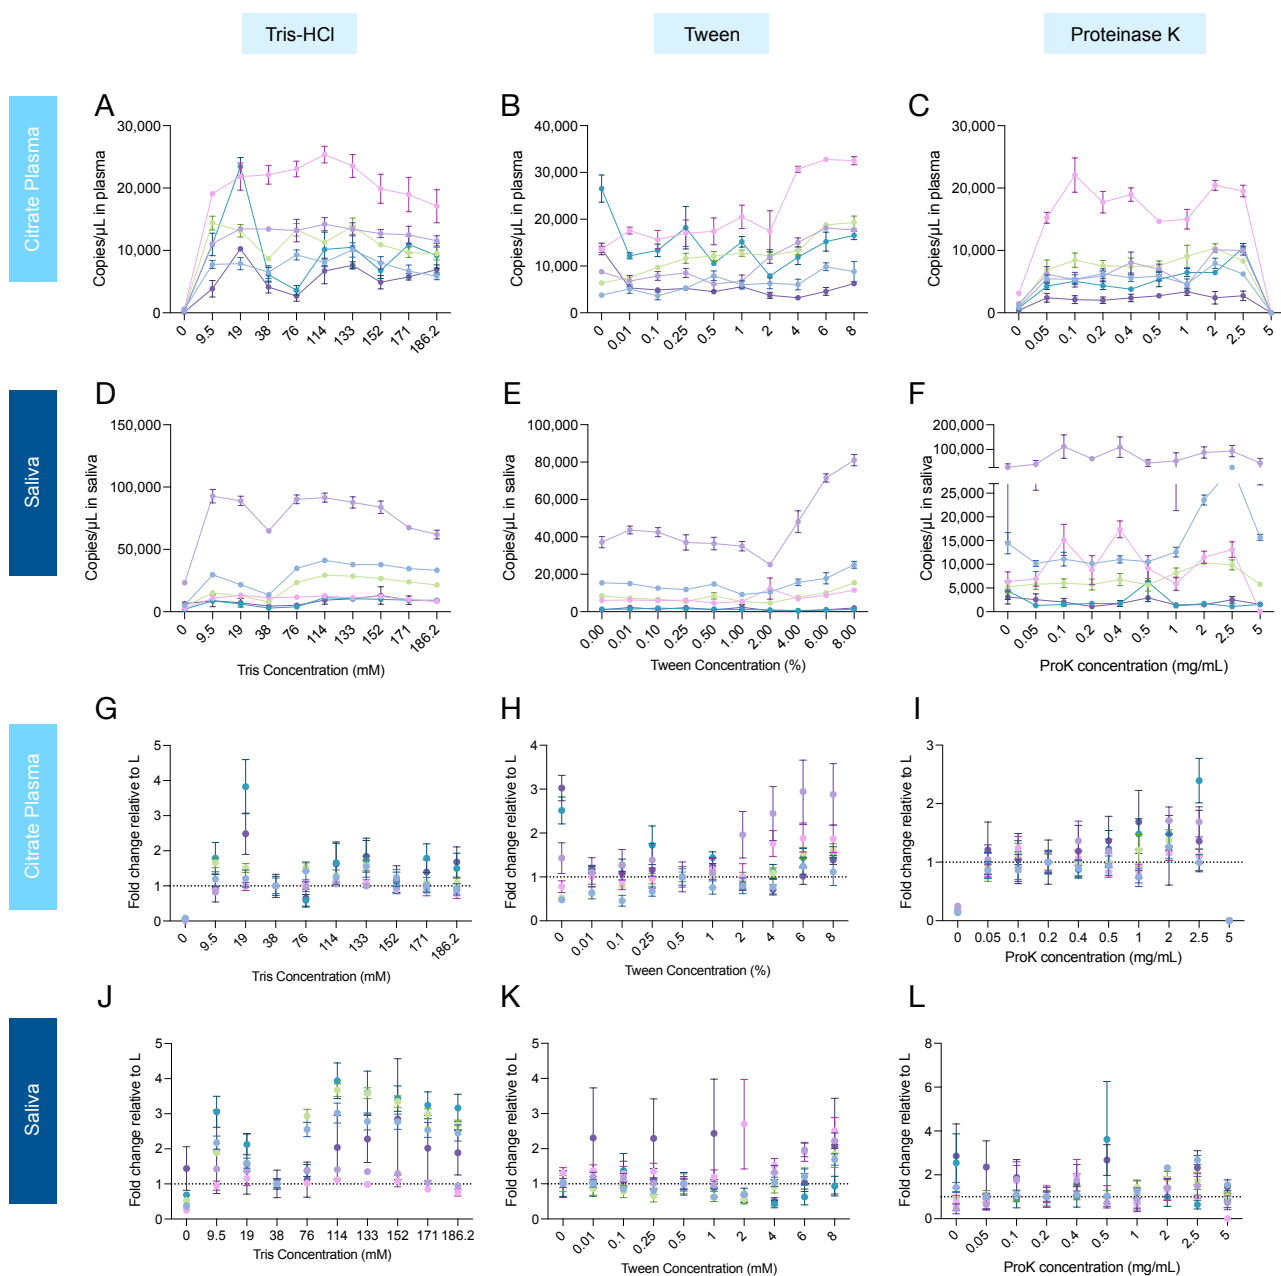 Tris-HCl Tween Proteinase K
Citrate Plasma
A
Copies/µL in plasma
30,000
20,000
10,000
0
0 9.5 19 38 76 114 133 152 171 186.2
B
Copies/µL in plasma
40,000
30,000
20,000
10,000
0
0 0.01 0.1 0.25 0.5 1 2 4 6 8
C
Copies/µL in plasma
30,000
20,000
10,000
0
0 0.05 0.1 0.2 0.4 0.5 1 2 2.5 5
Saliva
D
Copies/µL in saliva
150,000
100,000
50,000
0
0 9.5 19 38 76 114 133 152 171 186.2
Tris Concentration (mM)
E
Copies/µL in saliva
100,000
80,000
60,000
40,000
20,000
0
0.00 0.01 0.10 0.25 0.50 1.00 2.00 4.00 6.00 8.00
Tween Concentration (%)
F
Copies/µL in saliva
200,000
100,000
25,000
20,000
15,000
10,000
5,000
0
0 0.05 0.1 0.2 0.4 0.5 1 2 2.5 5
ProK concentration (mg/mL)
Citrate Plasma
G
Fold change relative to L
5
4
3
2
1
0
0 9.5 19 38 76 114 133 152 171 186.2
Tris Concentration (mM)
H
Fold change relative to L
4
3
2
1
0
0 0.01 0.1 0.25 0.5 1 2 4 6 8
Tween Concentration (%)
I
Fold change relative to L
3
2
1
0
0 0.05 0.1 0.2 0.4 0.5 1 2 2.5 5
ProK concentration (mg/mL)
Saliva
J
Fold change relative to L
5
4
3
2
1
0
0 9.5 19 38 76 114 133 152 171 186.2
Tris Concentration (mM)
K
Fold change relative to L
5
4
3
2
1
0
0 0.01 0.1 0.25 0.5 1 2 4 6 8
Tween Concentration (mM)
L
Fold change relative to L
8
6
4
2
0
0 0.05 0.1 0.2 0.4 0.5 1 2 2.5 5
ProK concentration (mg/mL)